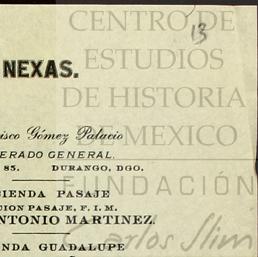 CENTRO DE
ESTUDIOS
DE HISTORIA
DE MEXICO
FUNDACIÓN
Carlos Slim
13
NEXAS.
isco Gómez Palacio
ERADO GENERAL.
85. DURANGO, DGO.
CIENDA PASAJE
CION PASAJE, F. I. M.
NTONIO MARTINEZ.
NDA GUADALUPE